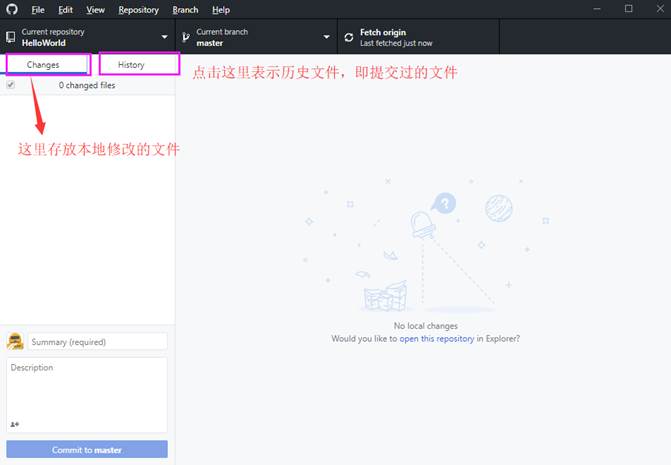 File Edit View Repository Branch Help
Current repository
HelloWorld
Current branch
master
Fetch origin
Last fetched just now
Changes
History
点击这里表示历史文件，即提交过的文件
0 changed files
这里存放本地修改的文件
?
No local changes
Would you like to open this repository in Explorer?
Summary (required)
Description
Commit to master